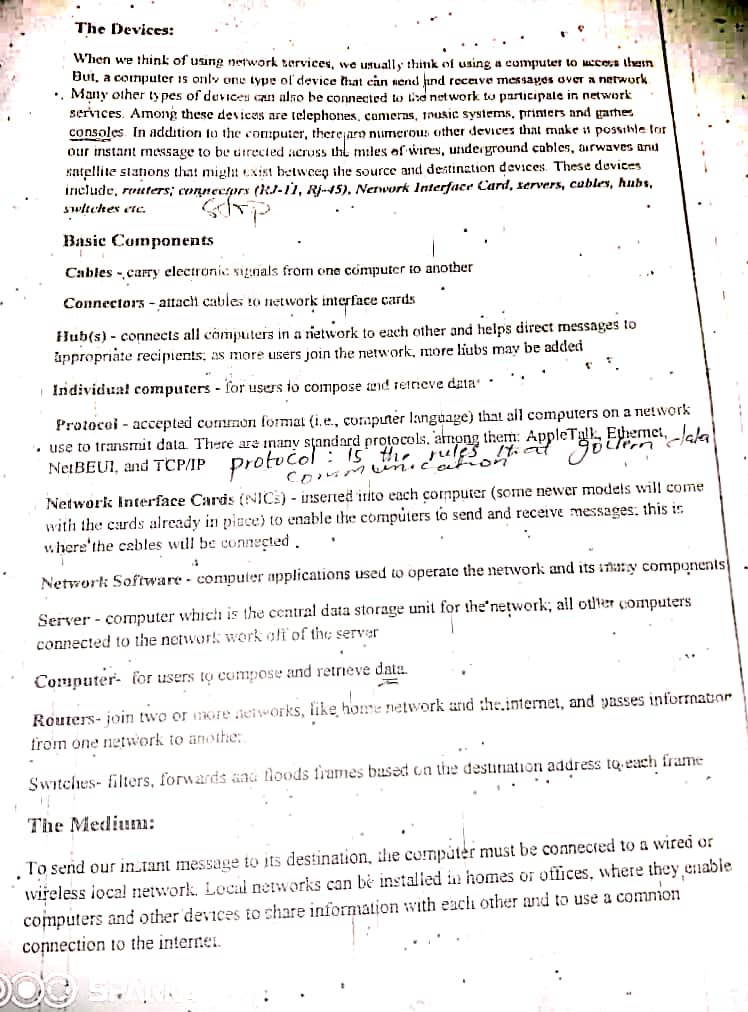 The Devices:
When we think of using network services, we usually think of using a computer to access them
But, a computer is only one type of device that can send and receive messages over a network
Many other types of devices can also be connected to the network to participate in network
services. Among these devices are telephones, cameras, music systems, printers and games
consoles. In addition to the computer, there are numerous other devices that make it possible for
our instant message to be directed across the miles of wires, underground cables, airwaves and
satellite stations that might exist between the source and destination devices. These devices
include, routers; connectors (RJ-11, Rj-45), Network Interface Card, servers, cables, hubs,
switches etc.
Basic Components
Cables - carry electronic signals from one computer to another
Connectors - attach cables to network interface cards
Hub(s) - connects all computers in a network to each other and helps direct messages to
appropriate recipients; as more users join the network, more hubs may be added
Individual computers - for users to compose and retrieve data
Protocol - accepted common format (i.e., computer language) that all computers on a network
use to transmit data. There are many standard protocols, among them: AppleTalk, Ethernet,
NetBEUI, and TCP/IP protocol : is the rules that govern data
communication
Network Interface Cards (NICs) - inserted into each computer (some newer models will come
with the cards already in place) to enable the computers to send and receive messages; this is
where the cables will be connected .
Network Software - computer applications used to operate the network and its many components
Server - computer which is the central data storage unit for the network; all other computers
connected to the network work off of the server
Computer- for users to compose and retrieve data.
Routers- join two or more networks, like home network and the internet, and passes information
from one network to another
Switches- filters, forwards and floods frames based on the destination address to each frame
The Medium:
To send our instant message to its destination, the computer must be connected to a wired or
wireless local network. Local networks can be installed in homes or offices, where they enable
computers and other devices to share information with each other and to use a common
connection to the internet.